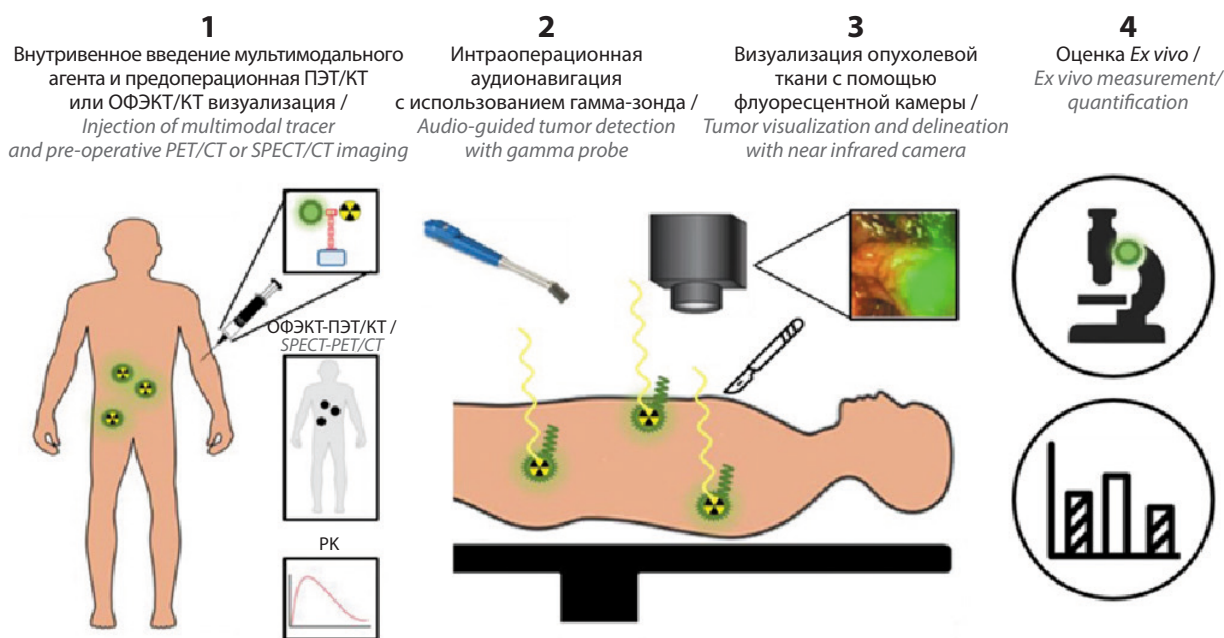 1
Внутривенное введение мультимодального
агента и предоперационная ПЭТ/КТ
или ОФЭКТ/КТ визуализация /
Injection of multimodal tracer
and pre-operative PET/CT or SPECT/CT imaging
2
Интраоперационная
аудионавигация
с использованием гамма-зонда /
Audio-guided tumor detection
with gamma probe
3
Визуализация опухолевой
ткани с помощью
флуоресцентной камеры /
Tumor visualization and delineation
with near infrared camera
4
Оценка Ex vivo /
Ex vivo measurement/
quantification
ОФЭКТ-ПЭТ/КТ /
SPECT-PET/CT
PK